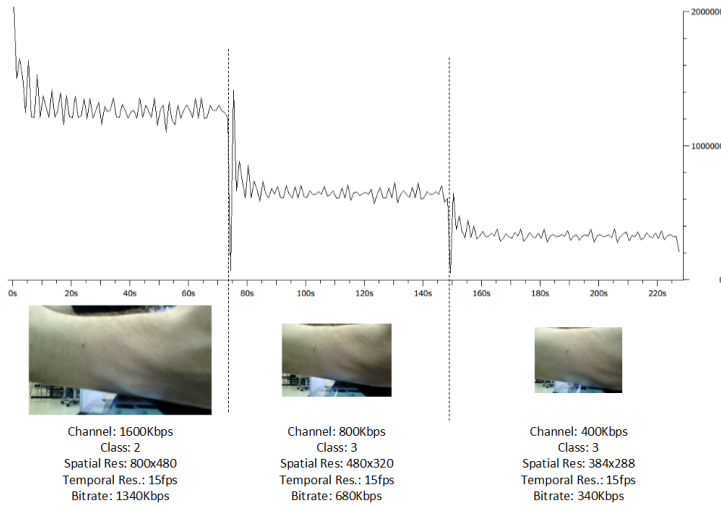 2000000
1000000
0
0s 20s 40s 60s 80s 100s 120s 140s 160s 180s 200s 220s
Channel: 1600Kbps
Class: 2
Spatial Res: 800x480
Temporal Res.: 15fps
Bitrate: 1340Kbps
Channel: 800Kbps
Class: 3
Spatial Res: 480x320
Temporal Res.: 15fps
Bitrate: 680Kbps
Channel: 400Kbps
Class: 3
Spatial Res: 384x288
Temporal Res.: 15fps
Bitrate: 340Kbps